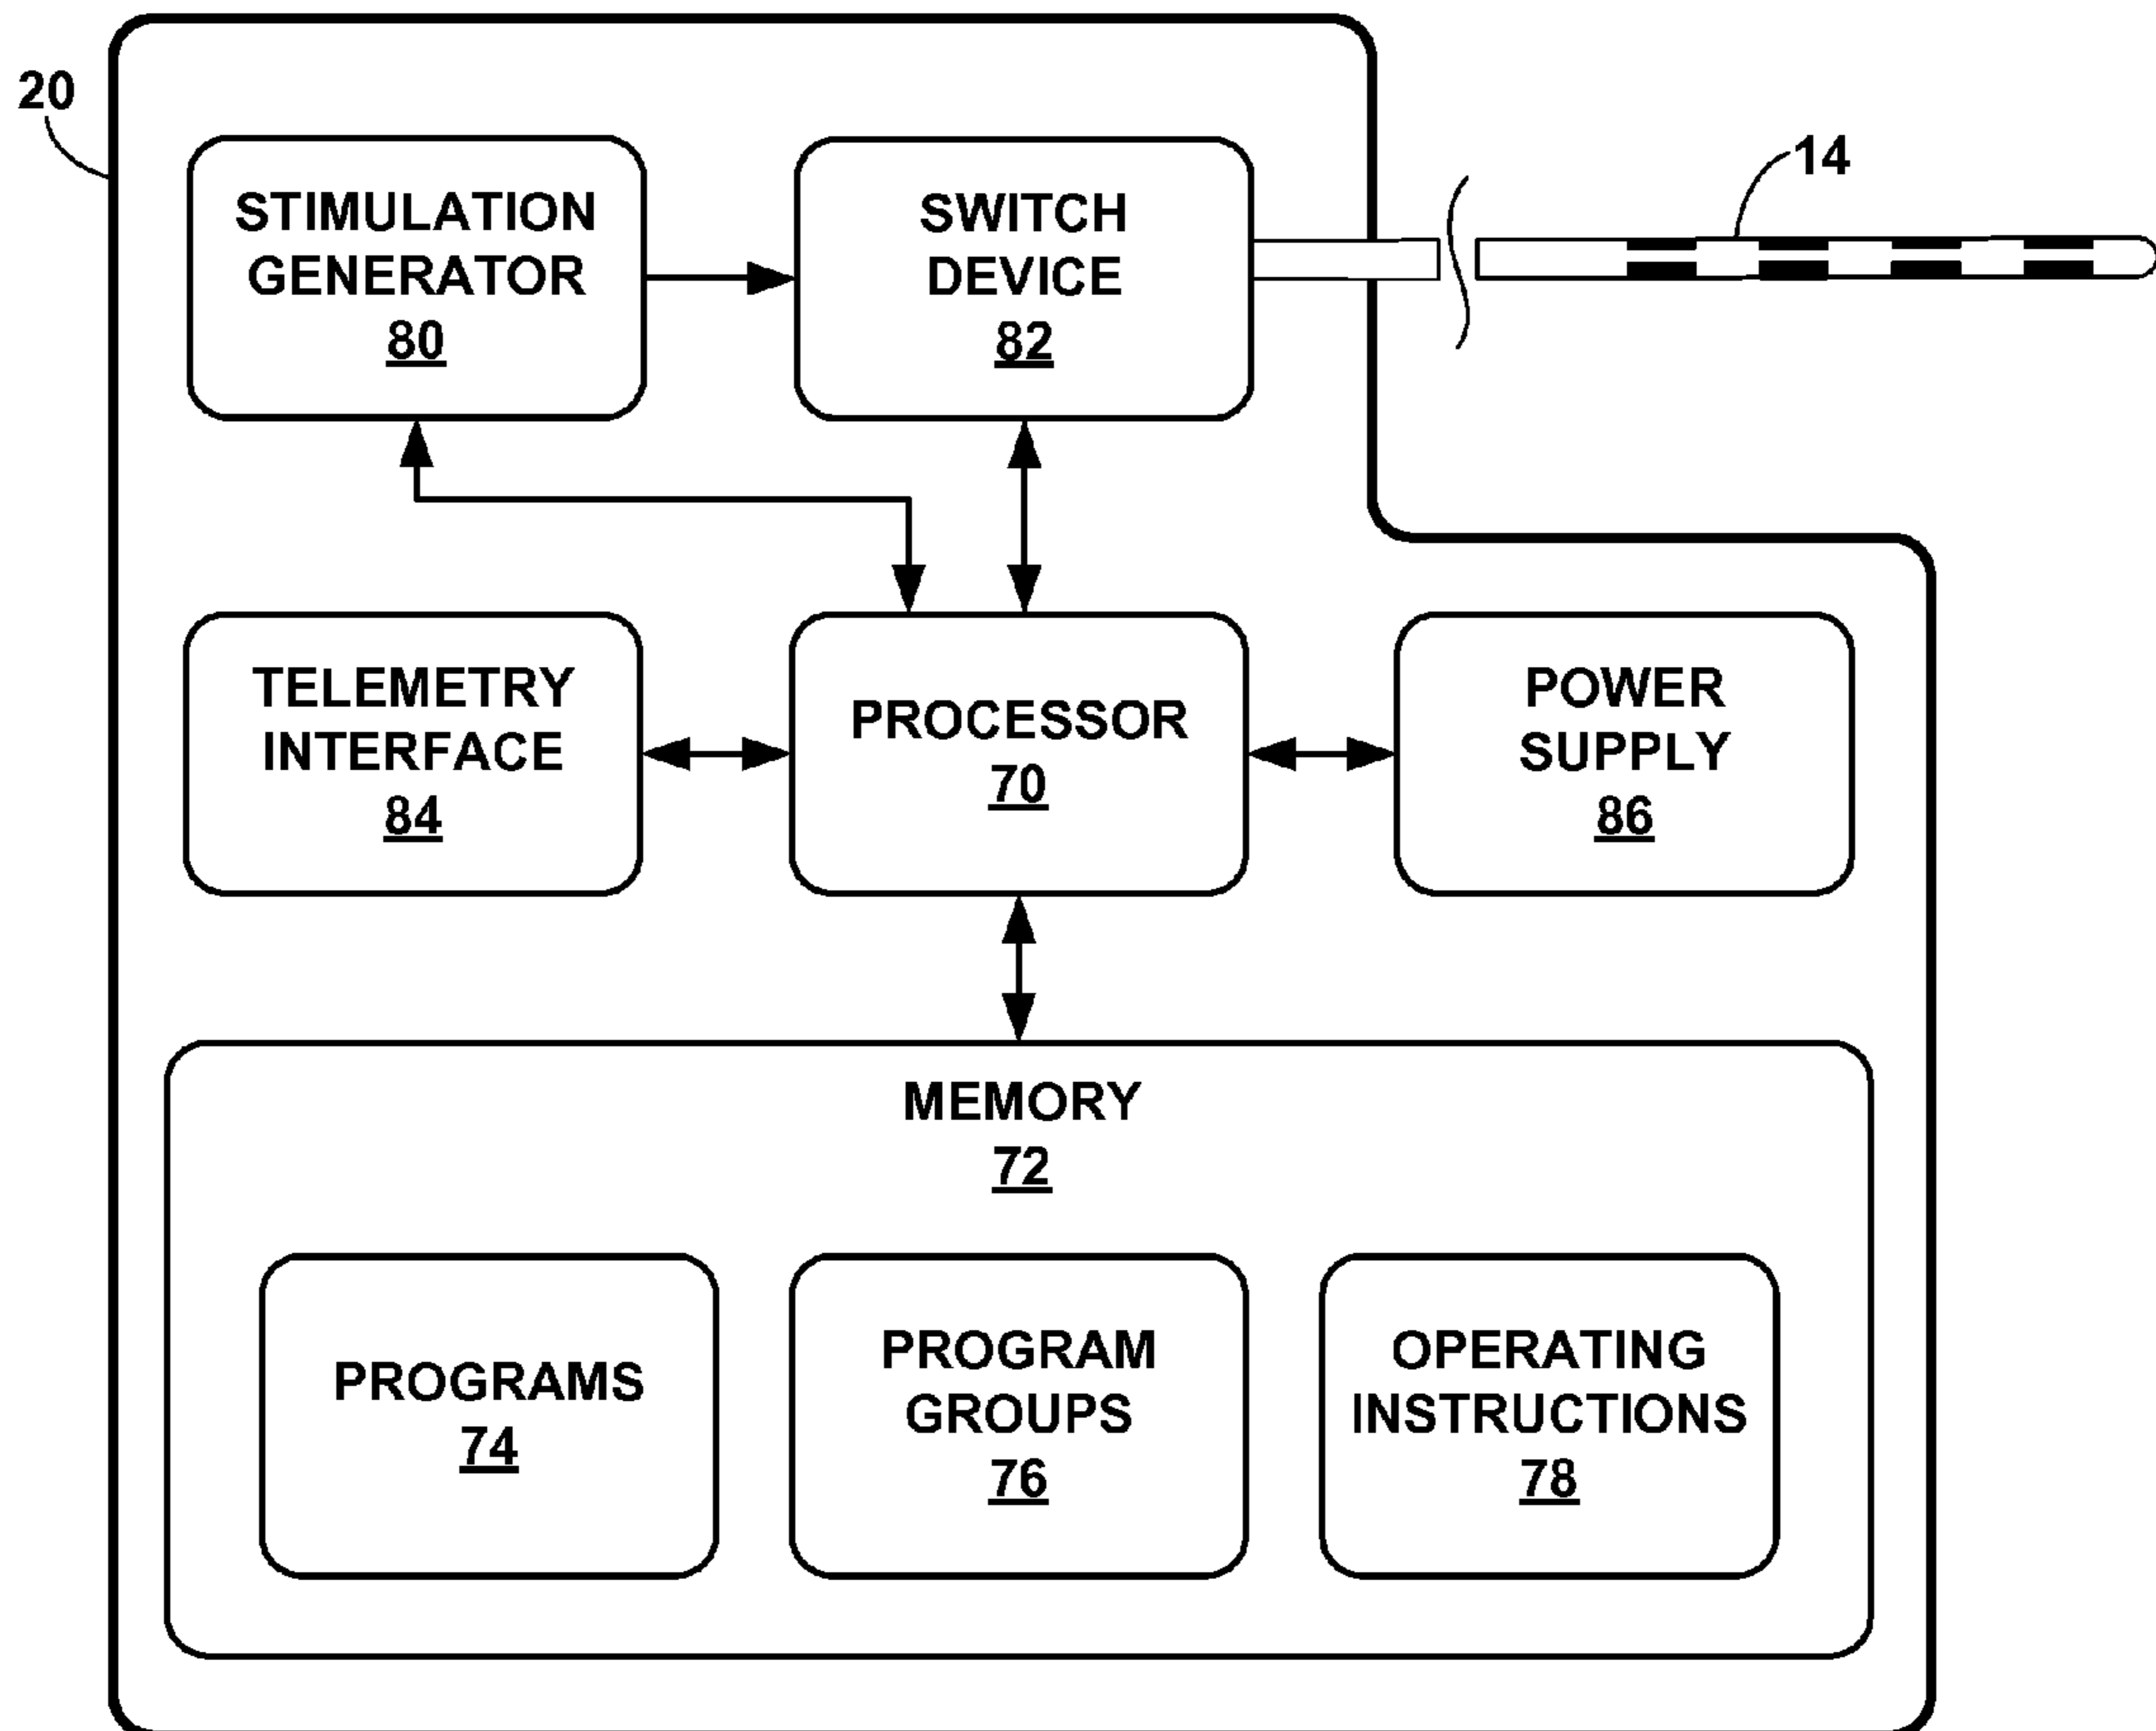 20
14
STIMULATION
GENERATOR
80
SWITCH
DEVICE
82
TELEMETRY
INTERFACE
84
PROCESSOR
70
POWER
SUPPLY
86
MEMORY
72
PROGRAMS
74
PROGRAM
GROUPS
76
OPERATING
INSTRUCTIONS
78